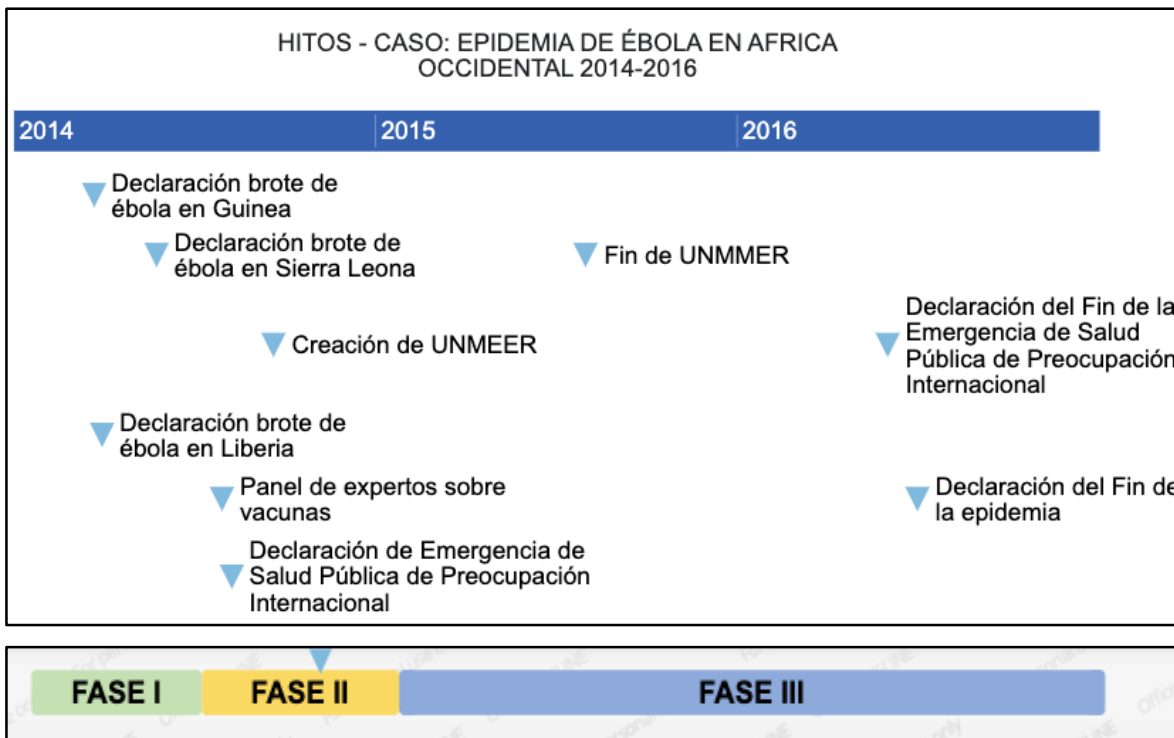 HITOS - CASO: EPIDEMIA DE ÉBOLA EN AFRICA
OCCIDENTAL 2014-2016
2014 2015 2016
Declaración brote de
ébola en Guinea
Declaración brote de
ébola en Sierra Leona
Fin de UNMMER
Declaración del Fin de la
Emergencia de Salud
Pública de Preocupación
Internacional
Creación de UNMEER
Declaración brote de
ébola en Liberia
Panel de expertos sobre
vacunas
Declaración del Fin de
la epidemia
Declaración de Emergencia de
Salud Pública de Preocupación
Internacional
FASE I FASE II FASE III